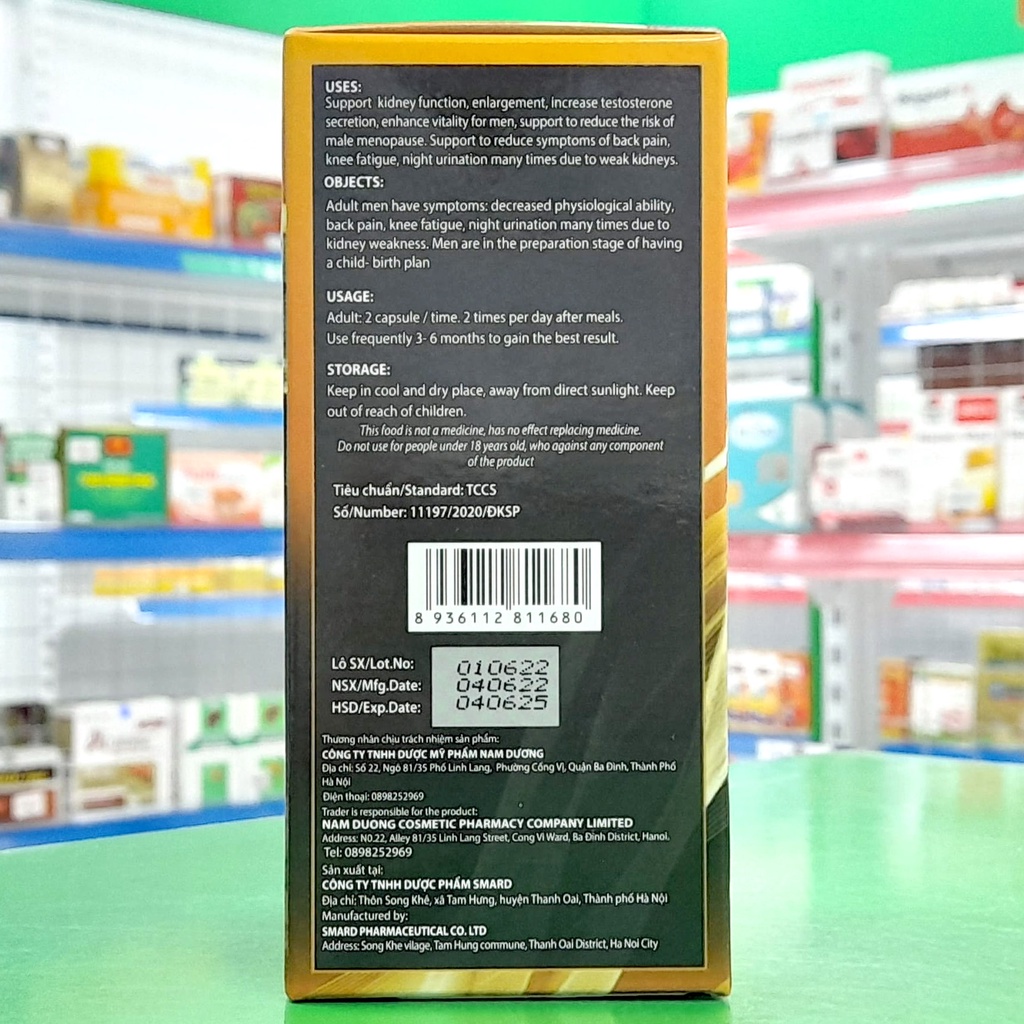 USES:
Support kidney function, enlargement, increase testosterone
secretion, enhance vitality for men, support to reduce the risk of
male menopause. Support to reduce symptoms of back pain,
knee fatigue, night urination many times due to weak kidneys.
OBJECTS:
Adult men have symptoms: decreased physiological ability,
back pain, knee fatigue, night urination many times due to
kidney weakness. Men are in the preparation stage of having
a child- birth plan
USAGE:
Adult: 2 capsule / time. 2 times per day after meals.
Use frequently 3- 6 months to gain the best result.
STORAGE:
Keep in cool and dry place, away from direct sunlight. Keep
out of reach of children.
This food is not a medicine, has no effect replacing medicine.
Do not use for people under 18 years old, who against any component
of the product
Tiêu chuẩn/Standard: TCCS
Số/Number: 11197/2020/ĐKSP
8 936112 811680
Lô SX/Lot.No: 010622
NSX/Mfg.Date: 040622
HSD/Exp.Date: 040625
Thương nhân chịu trách nhiệm sản phẩm:
CÔNG TY TNHH DƯỢC MỸ PHẨM NAM DƯƠNG
Địa chỉ: Số 22, Ngõ 81/35 Phố Linh Lang, Phường Cống Vị, Quận Ba Đình, Thành Phố
Hà Nội
Điện thoại: 0898252969
Trader is responsible for the product:
NAM DUONG COSMETIC PHARMACY COMPANY LIMITED
Address: N0.22, Alley 81/35 Linh Lang Street, Cong Vi Ward, Ba Đinh District, Hanoi.
Tel: 0898252969
Sản xuất tại:
CÔNG TY TNHH DƯỢC PHẨM SMARD
Địa chỉ: Thôn Song Khê, xã Tam Hưng, huyện Thanh Oai, Thành phố Hà Nội
Manufactured by:
SMARD PHARMACEUTICAL CO. LTD
Address: Song Khe vilage, Tam Hung commune, Thanh Oai District, Ha Noi City